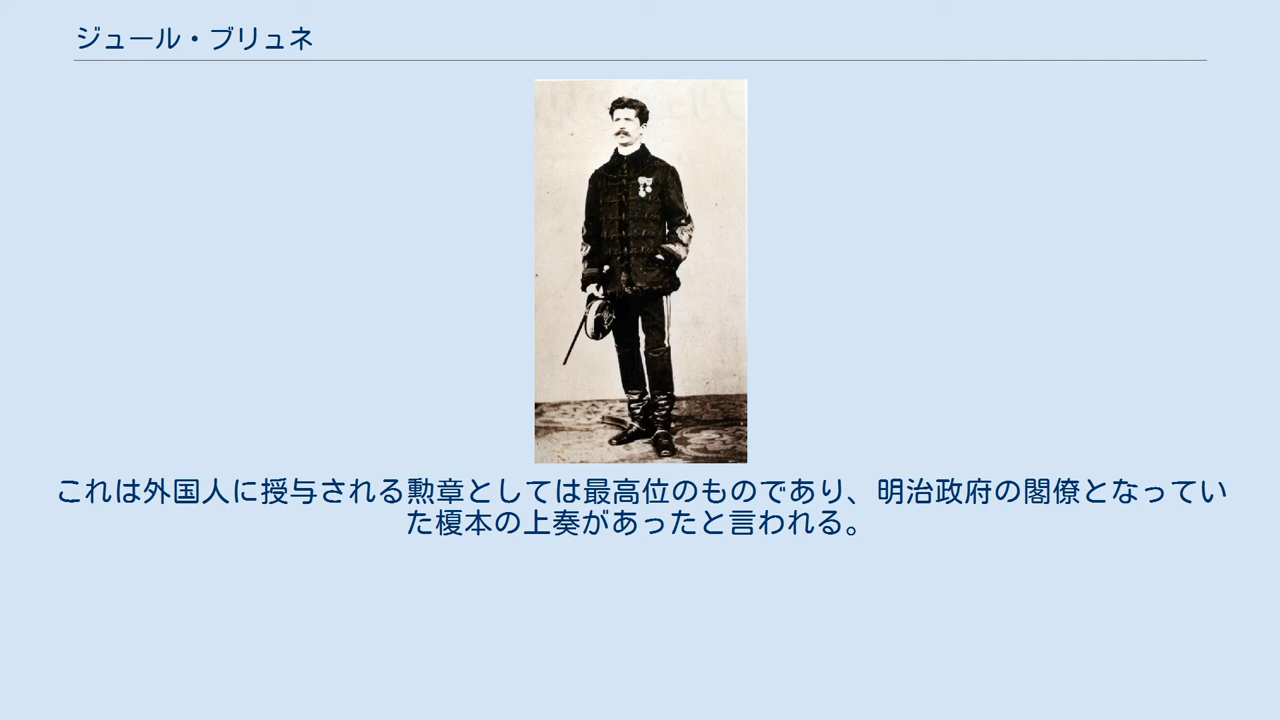 ジュール・ブリュネ
これは外国人に授与される勲章としては最高位のものであり、明治政府の閣僚となってい
た榎本の上奏があったと言われる。